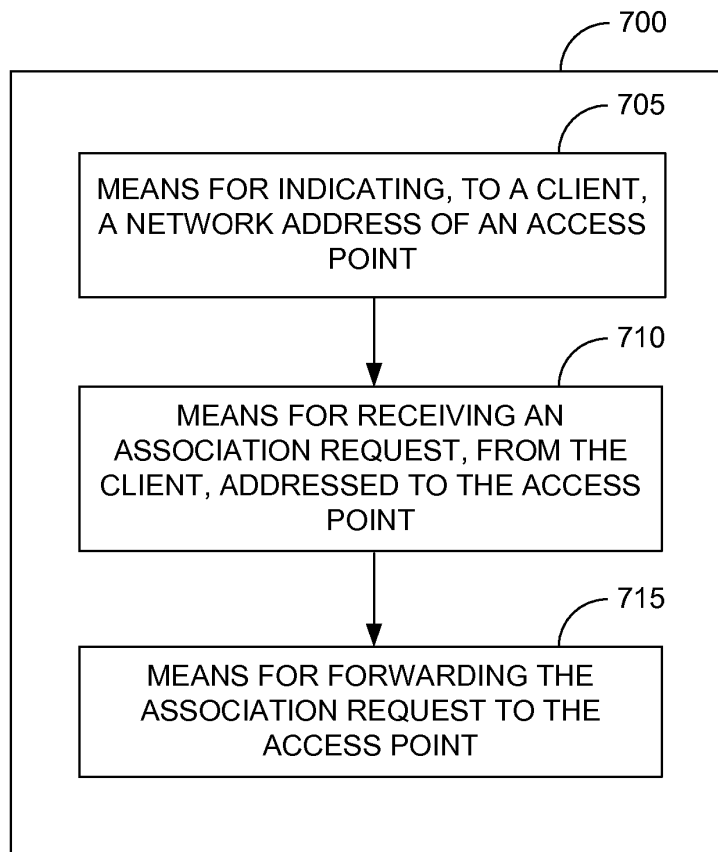 700
705
MEANS FOR INDICATING, TO A CLIENT,
A NETWORK ADDRESS OF AN ACCESS
POINT
710
MEANS FOR RECEIVING AN
ASSOCIATION REQUEST, FROM THE
CLIENT, ADDRESSED TO THE ACCESS
POINT
715
MEANS FOR FORWARDING THE
ASSOCIATION REQUEST TO THE
ACCESS POINT